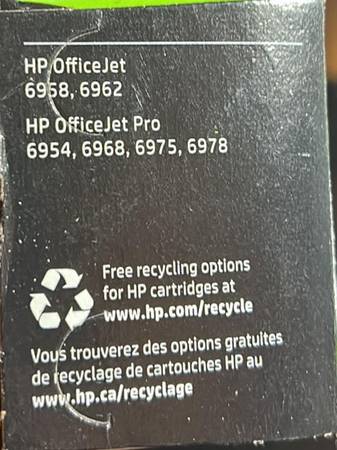 HP OfficeJet
6958, 6962
HP OfficeJet Pro
6954, 6968, 6975, 6978
Free recycling options
for HP cartridges at
www.hp.com/recycle
Vous trouverez des options gratuites
de recyclage de cartouches HP au
www.hp.ca/recyclage